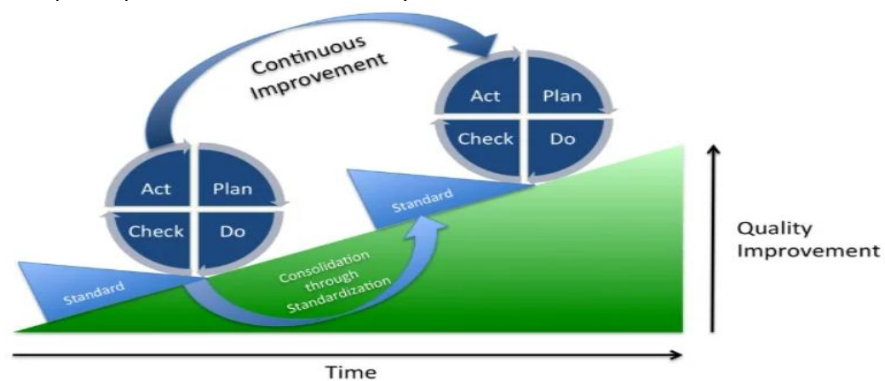 Continuous
Improvement
Act
Plan
Check
Do
Standard
Act
Plan
Check
Do
Standard
Consolidation
through
Standardization
Quality
Improvement
Time